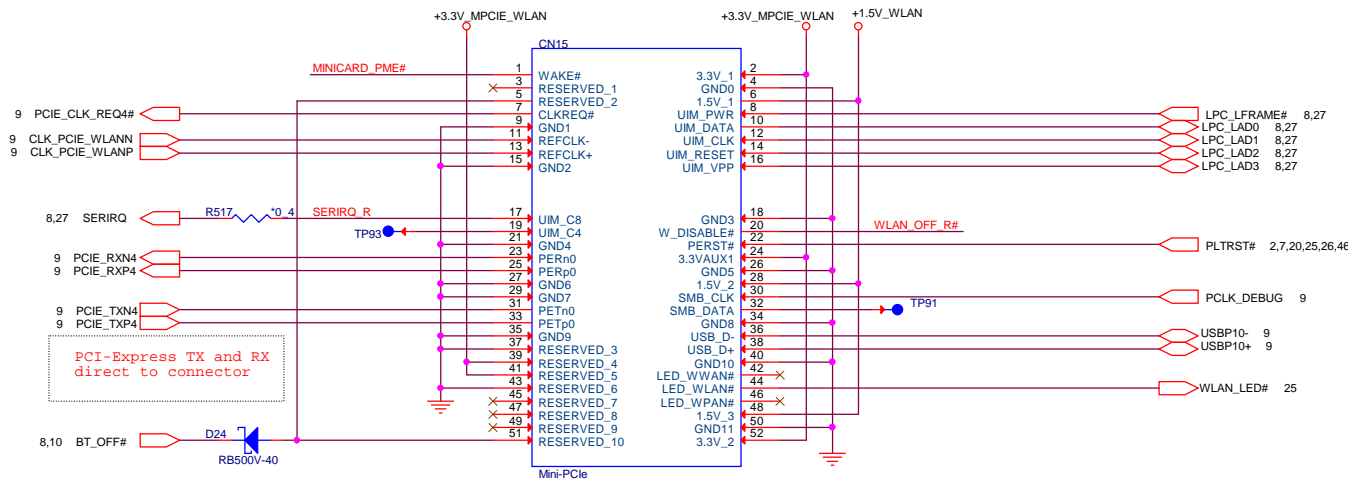 +3.3V_MPCIE_WLAN
+3.3V_MPCIE_WLAN
+1.5V_WLAN
CN15
MINICARD_PME# 1 WAKE# 3.3V_1 2
3 RESERVED_1 GND0 4
5 RESERVED_2 1.5V_1 6
9 PCIE_CLK_REQ4# 7 CLKREQ# UIM_PWR 8 LPC_LFRAME# 8,27
9 GND1 UIM_DATA 10 LPC_LAD0 8,27
9 CLK_PCIE_WLANN 11 REFCLK- UIM_CLK 12 LPC_LAD1 8,27
9 CLK_PCIE_WLANP 13 REFCLK+ UIM_RESET 14 LPC_LAD2 8,27
15 GND2 UIM_VPP 16 LPC_LAD3 8,27
8,27 SERIRQ R517 *0_4 SERIRQ_R 17 UIM_C8 GND3 18
TP93 19 UIM_C4 W_DISABLE# 20 WLAN_OFF_R#
21 GND4 PERST# 22 PLTRST# 2,7,20,25,26,46
9 PCIE_RXN4 23 PERn0 3.3VAUX1 24
9 PCIE_RXP4 25 PERp0 GND5 26
27 GND6 1.5V_2 28
29 GND7 SMB_CLK 30 PCLK_DEBUG 9
9 PCIE_TXN4 31 PETn0 SMB_DATA 32 TP91
9 PCIE_TXP4 33 PETp0 GND8 34
35 GND9 USB_D- 36 USBP10- 9
37 RESERVED_3 USB_D+ 38 USBP10+ 9
39 RESERVED_4 GND10 40
41 RESERVED_5 LED_WWAN# 42
43 RESERVED_6 LED_WLAN# 44 WLAN_LED# 25
45 RESERVED_7 LED_WPAN# 46
47 RESERVED_8 1.5V_3 48
49 RESERVED_9 GND11 50
8,10 BT_OFF# D24 51 RESERVED_10 3.3V_2 52
RB500V-40
Mini-PCIe
PCI-Express TX and RX
direct to connector